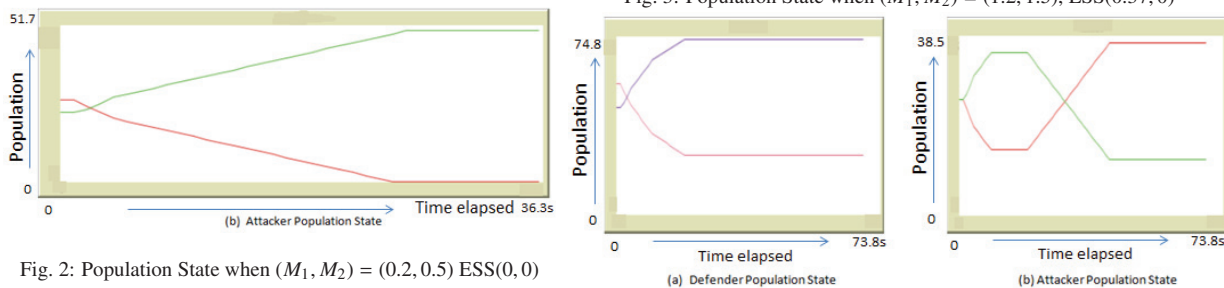 51.7
Population
0
0
Time elapsed 36.3s
(b) Attacker Population State
Fig. 2: Population State when (M₁, M₂) = (0.2, 0.5) ESS(0, 0)
74.8
Population
0
0
73.8s
Time elapsed
(a) Defender Population State
38.5
Population
0
0
73.8s
Time elapsed
(b) Attacker Population State